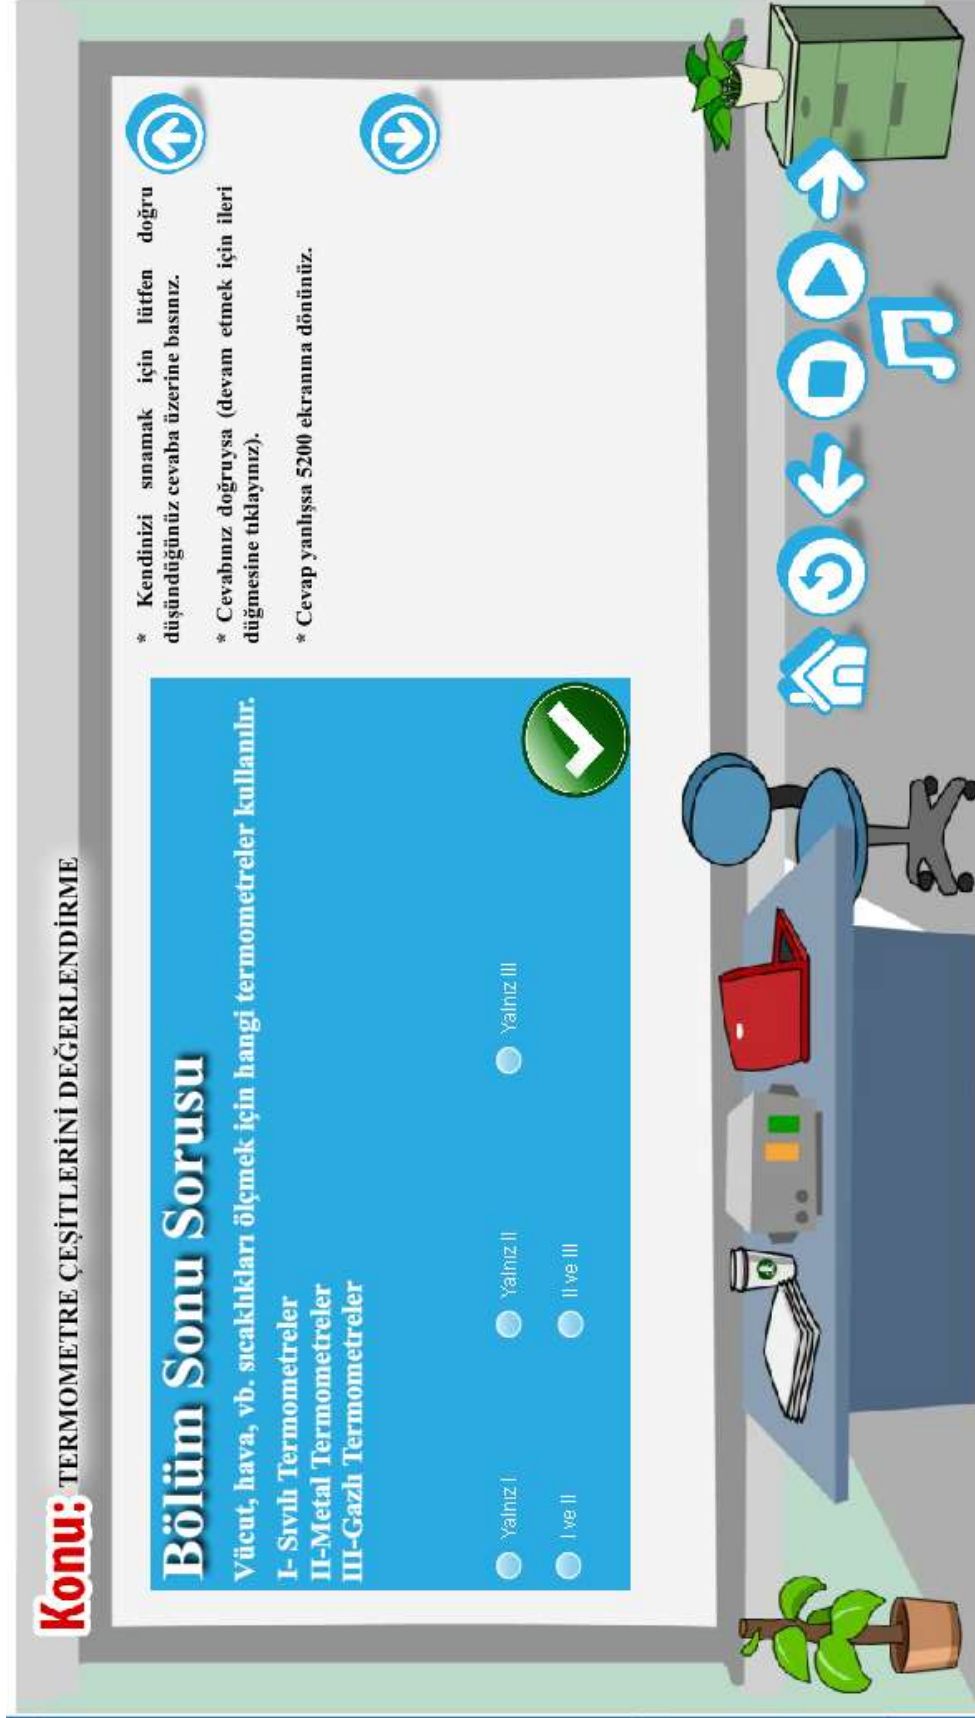 Konu: TERMOMETRE ÇEŞİTLERİNİ DEĞERLENDİRME
Bölüm Sonu Sorusu
Vücut, hava, vb. sıcaklıkları ölçmek için hangi termometreler kullanılır.
I- Sıvılı Termometreler
II-Metal Termometreler
III-Gazlı Termometreler
Yalnız I
Yalnız II
Yalnız III
I ve II
II ve III
* Kendinizi sınamak için lütfen doğru
düşündüğünüz cevaba üzerine basınız.
* Cevabınız doğruysa (devam etmek için ileri
düğmesine tıklayınız).
* Cevap yanlışsa 5200 ekranına dönünüz.